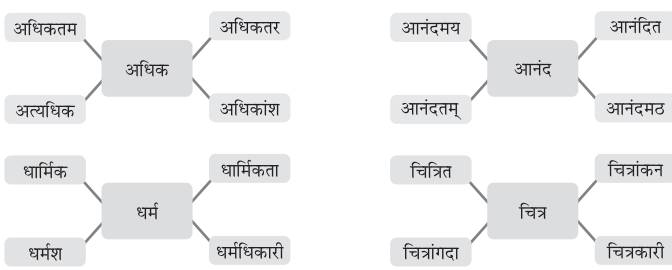 अधिकतम अधिकतर आनंदमय आनंदित
अधिक आनंद
अत्यधिक अधिकांश आनंदतम् आनंदमठ
धार्मिक धार्मिकता चित्रित चित्रांकन
धर्म चित्र
धर्मश धर्मधिकारी चित्रांगदा चित्रकारी